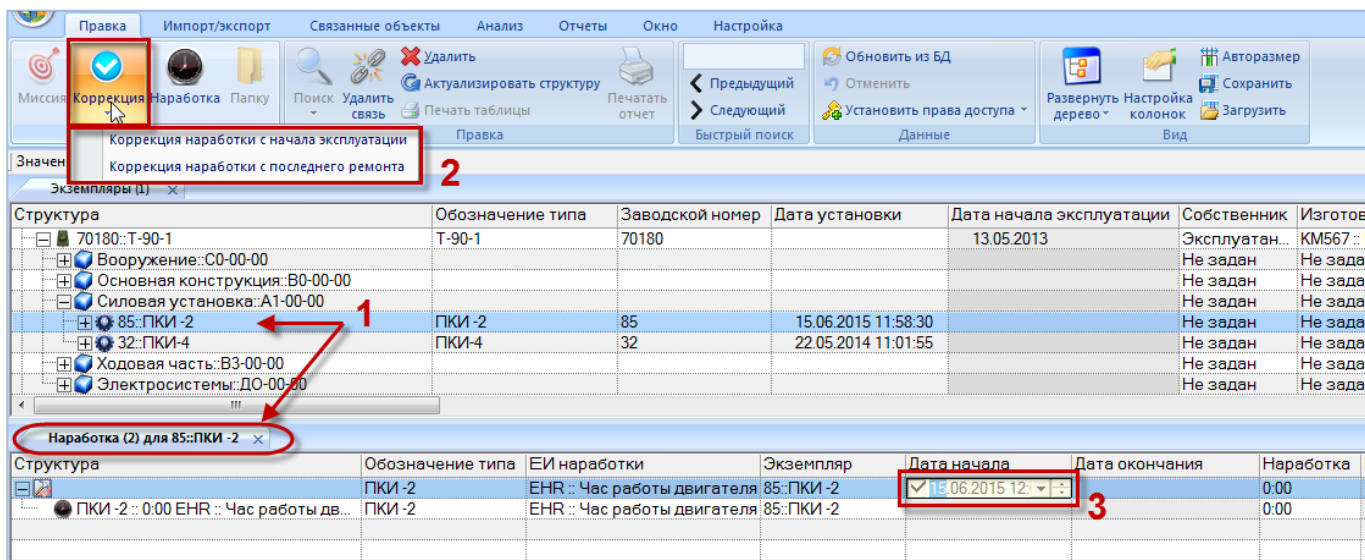 Правка Импорт/экспорт Связанные объекты Анализ Отчеты Окно Настройка
Удалить
Актуализировать структуру
Печать таблицы
Предыдущий
Следующий
Обновить из БД
Отменить
Установить права доступа
Авторазмер
Сохранить
Загрузить
Миссия Коррекция Наработка Папку Поиск Удалить связь Печатать отчет Развернуть дерево Настройка колонок
Правка Быстрый поиск Данные Вид
Коррекция наработки с начала эксплуатации
Коррекция наработки с последнего ремонта
2
Значен
Экземпляры (1) ×
Структура Обозначение типа Заводской номер Дата установки Дата начала эксплуатации Собственник Изготов
70180::Т-90-1 Т-90-1 70180 13.05.2013 Эксплуатан... КМ567 ::
Вооружение::С0-00-00 Не задан Не зада
Основная конструкция::В0-00-00 Не задан Не зада
Силовая установка::А1-00-00 Не задан Не зада
85::ПКИ -2 ПКИ -2 85 15.06.2015 11:58:30 Не задан Не зада
32::ПКИ-4 ПКИ-4 32 22.05.2014 11:01:55 Не задан Не зада
Ходовая часть::В3-00-00 Не задан Не зада
Электросистемы::ДО-00-00 Не задан Не зада
1
Наработка (2) для 85::ПКИ -2 ×
Структура Обозначение типа ЕИ наработки Экземпляр Дата начала Дата окончания Наработка
ПКИ -2 EHR :: Час работы двигателя 85::ПКИ -2 15.06.2015 12: 0:00
ПКИ -2 :: 0:00 EHR :: Час работы дв... ПКИ -2 EHR :: Час работы двигателя 85::ПКИ -2 0:00
3